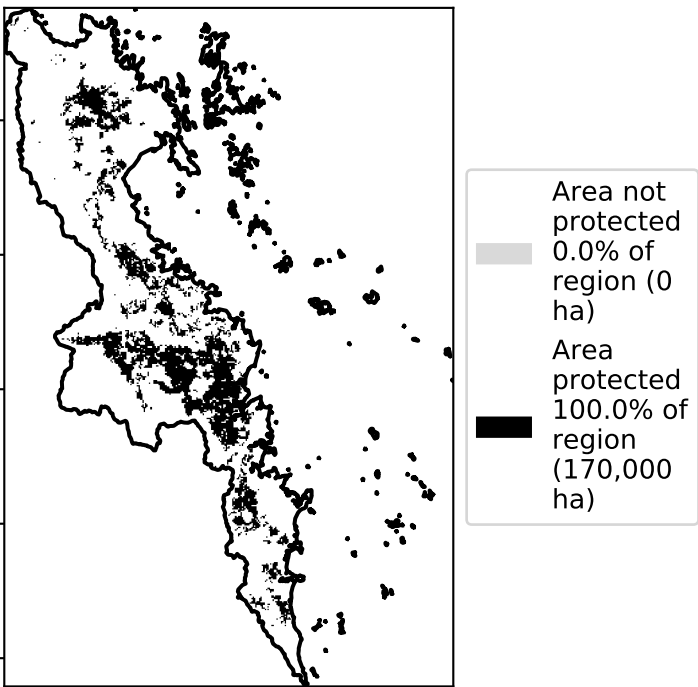 Area not
protected
0.0% of
region (0
ha)
Area
protected
100.0% of
region
(170,000
ha)